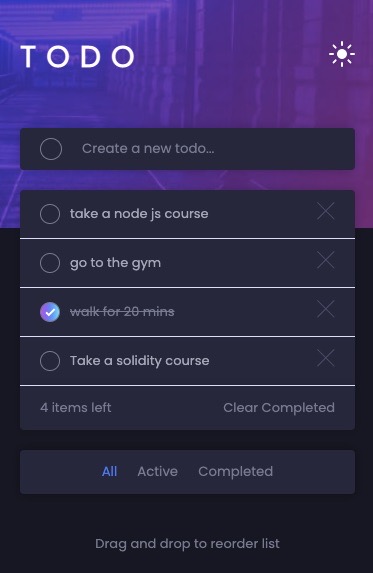 TODO
Create a new todo...
take a node js course
go to the gym
walk for 20 mins
Take a solidity course
4 items left Clear Completed
All Active Completed
Drag and drop to reorder list